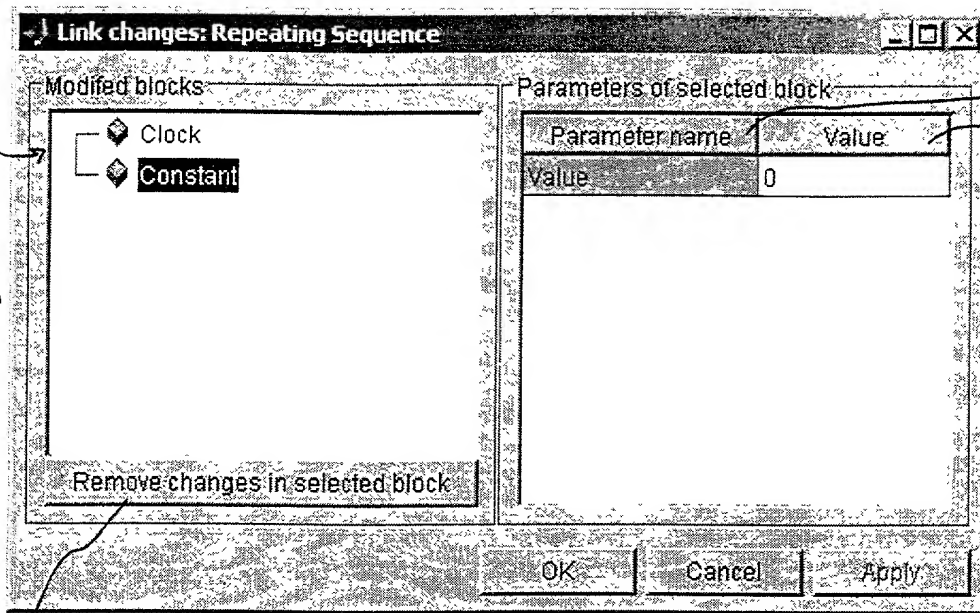 Link changes: Repeating Sequence
Modifed blocks
Clock
Constant
Remove changes in selected block
Parameters of selected block
Parameter name Value
Value 0
OK Cancel Apply